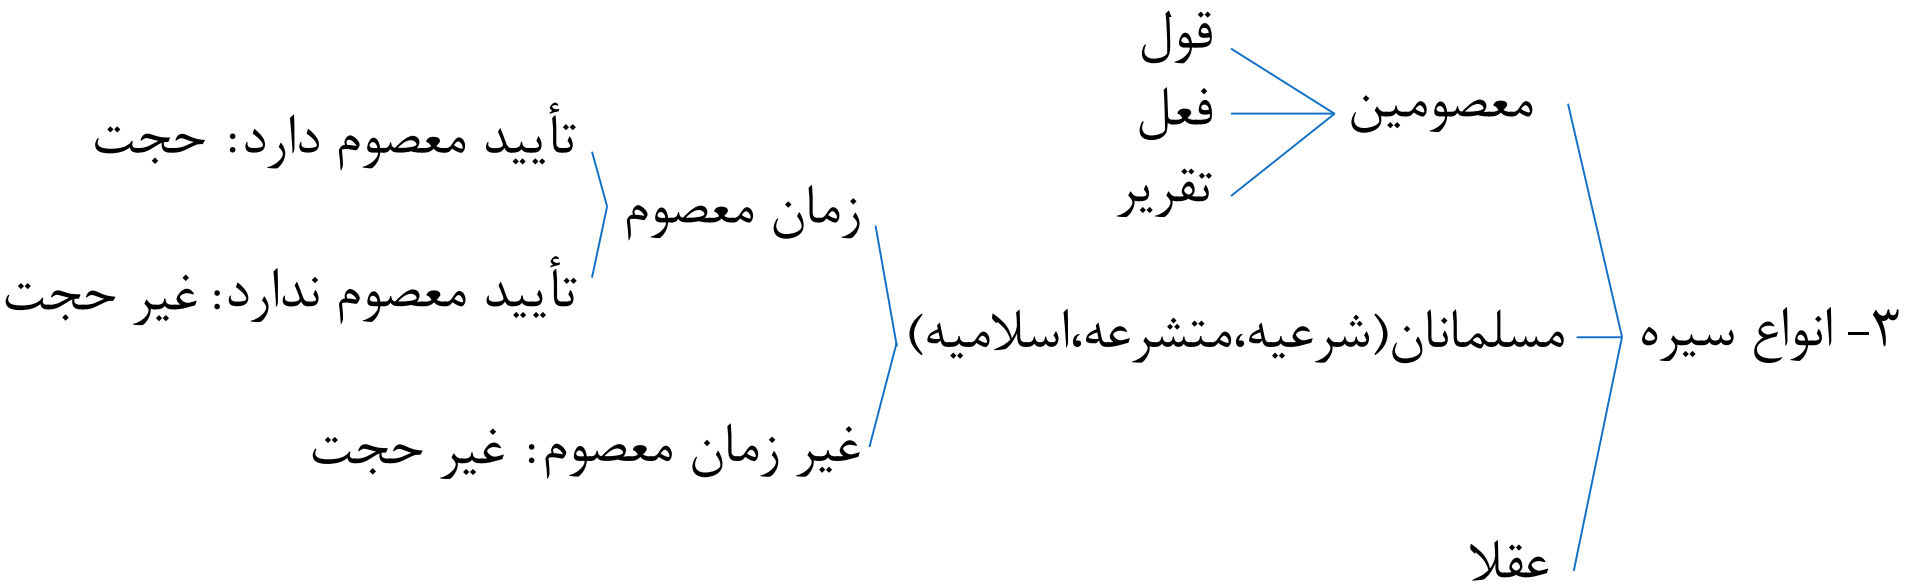 ۳- انواع سیره
معصومین
قول
فعل
تقریر
مسلمانان(شرعیه،متشرعه،اسلامیه)
زمان معصوم
تأیید معصوم دارد: حجت
تأیید معصوم ندارد: غیر حجت
غیر زمان معصوم: غیر حجت
عقلا